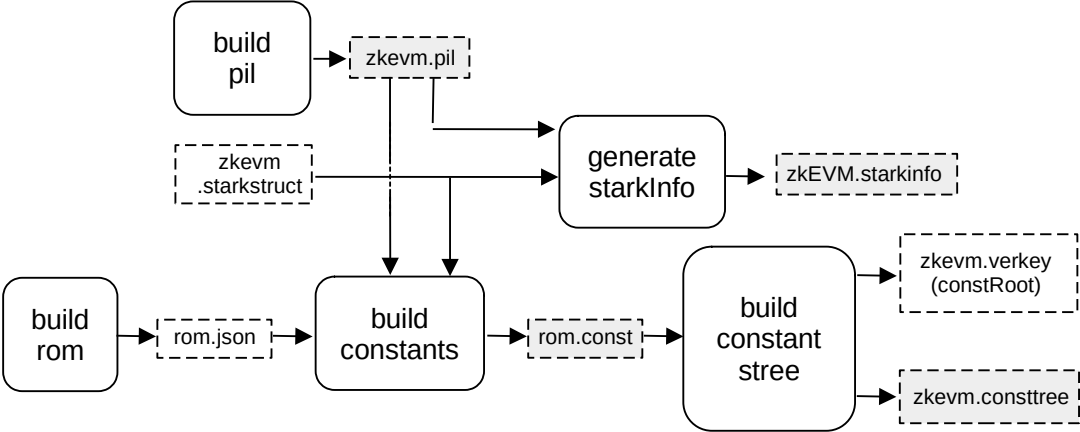 build
pil
zkevm.pil
zkevm
.starkstruct
generate
starkInfo
zkEVM.starkinfo
build
rom
rom.json
build
constants
rom.const
build
constant
stree
zkevm.verkey
(constRoot)
zkevm.consttree